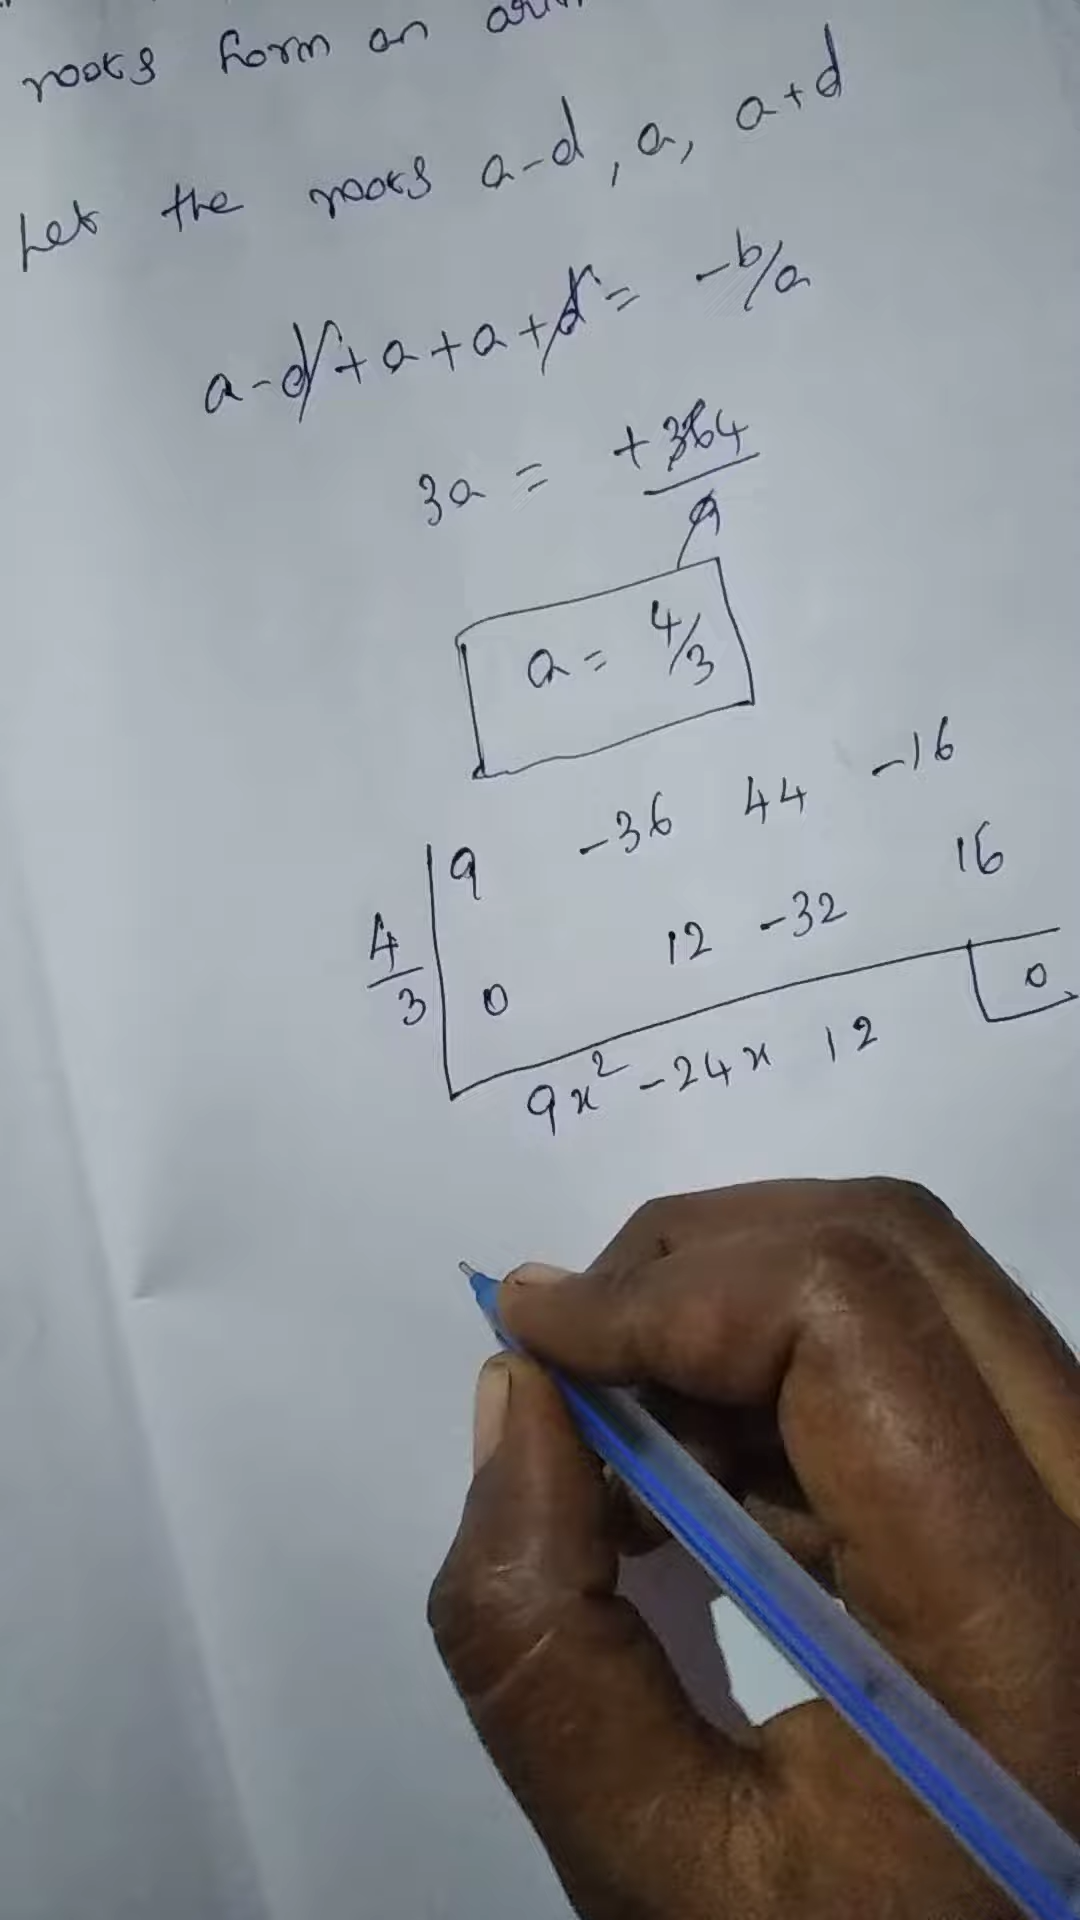 roots form an
Let the roots a-d, a, a+d
a-d+a+a+d = -b/a
3a = +364/9
a = 4/3
9 -36 44 -16
4/3 0 12 -32 16
9x² -24x 12 0